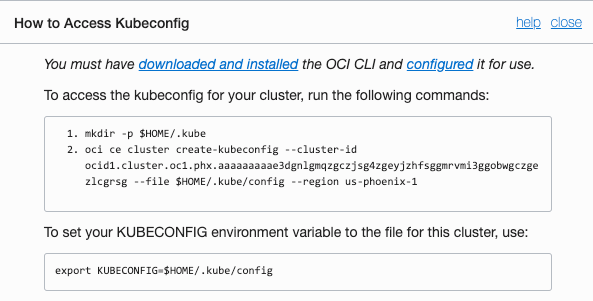 How to Access Kubeconfig
help close
You must have downloaded and installed the OCI CLI and configured it for use.
To access the kubeconfig for your cluster, run the following commands:
1. mkdir -p $HOME/.kube
2. oci ce cluster create-kubeconfig --cluster-id
ocid1.cluster.oc1.phx.aaaaaaaaae3dgnlgmqzgczjsg4zgeyjzhfsggmrvmi3ggobwgczge
zlcgrsg --file $HOME/.kube/config --region us-phoenix-1
To set your KUBECONFIG environment variable to the file for this cluster, use:
export KUBECONFIG=$HOME/.kube/config